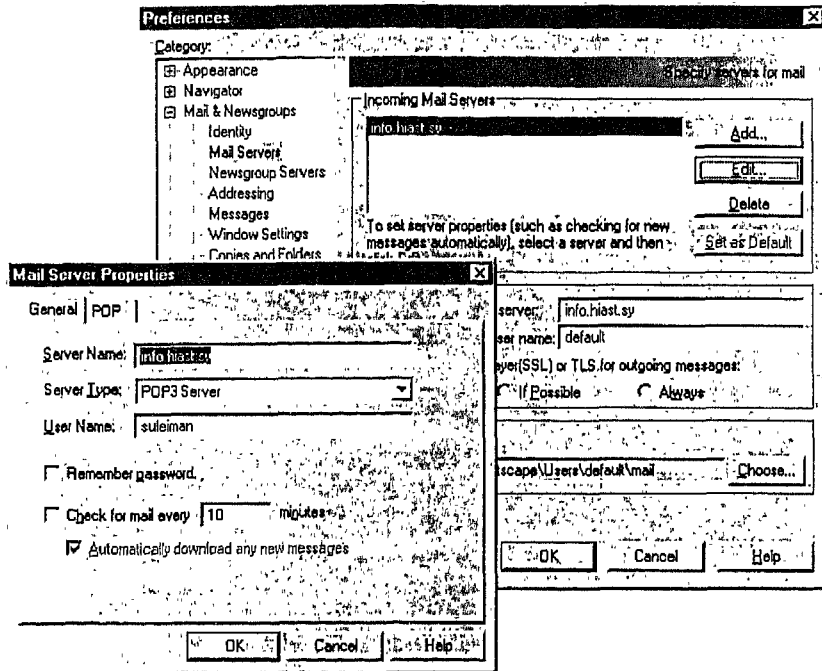 Preferences
Category:
Appearance
Navigator
Mail & Newsgroups
Identity
Mail Servers
Newsgroup Servers
Addressing
Messages
Window Settings
Copies and Folders
Specify servers for mail
Incoming Mail Servers
info.hiast.sy
Add...
Edit...
Delete
Set as Default
To set server properties (such as checking for new
messages automatically), select a server and then
server: info.hiast.sy
ser name: default
ayer(SSL) or TLS for outgoing messages:
If Possible Always
scape\Users\default\mail Choose...
OK Cancel Help
Mail Server Properties
General POP
Server Name: info.hiast.sy
Server Type: POP3 Server
User Name: suleiman
Remember password.
Check for mail every 10 minutes
Automatically download any new messages
OK Cancel Help